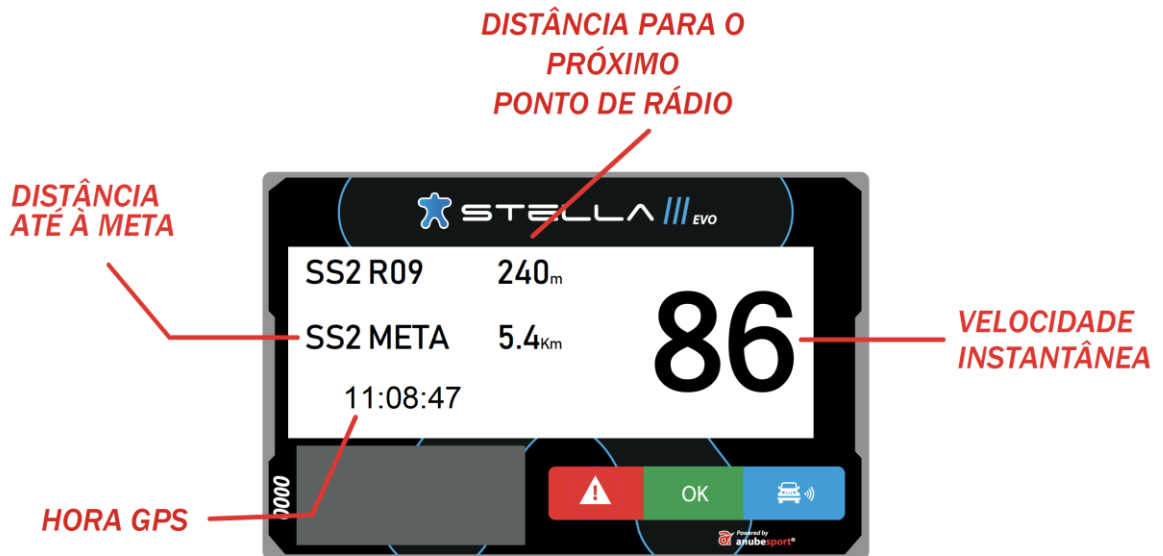 DISTÂNCIA PARA O
PRÓXIMO
PONTO DE RÁDIO
DISTÂNCIA
ATÉ À META
STELLA III EVO
SS2 R09 240m
SS2 META 5.4Km
86
VELOCIDADE
INSTANTÂNEA
11:08:47
0000
OK
HORA GPS
Powered by
anubesport®